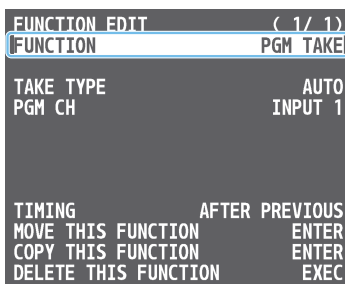 FUNCTION EDIT ( 1/ 1)
FUNCTION PGM TAKE
TAKE TYPE AUTO
PGM CH INPUT 1
TIMING AFTER PREVIOUS
MOVE THIS FUNCTION ENTER
COPY THIS FUNCTION ENTER
DELETE THIS FUNCTION EXEC